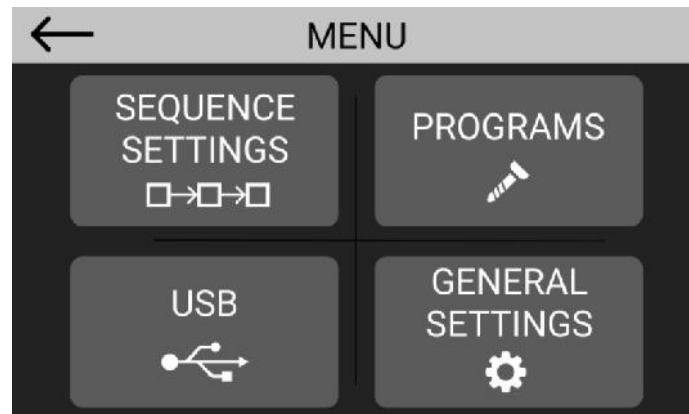 MENU
SEQUENCE
SETTINGS
PROGRAMS
USB
GENERAL
SETTINGS